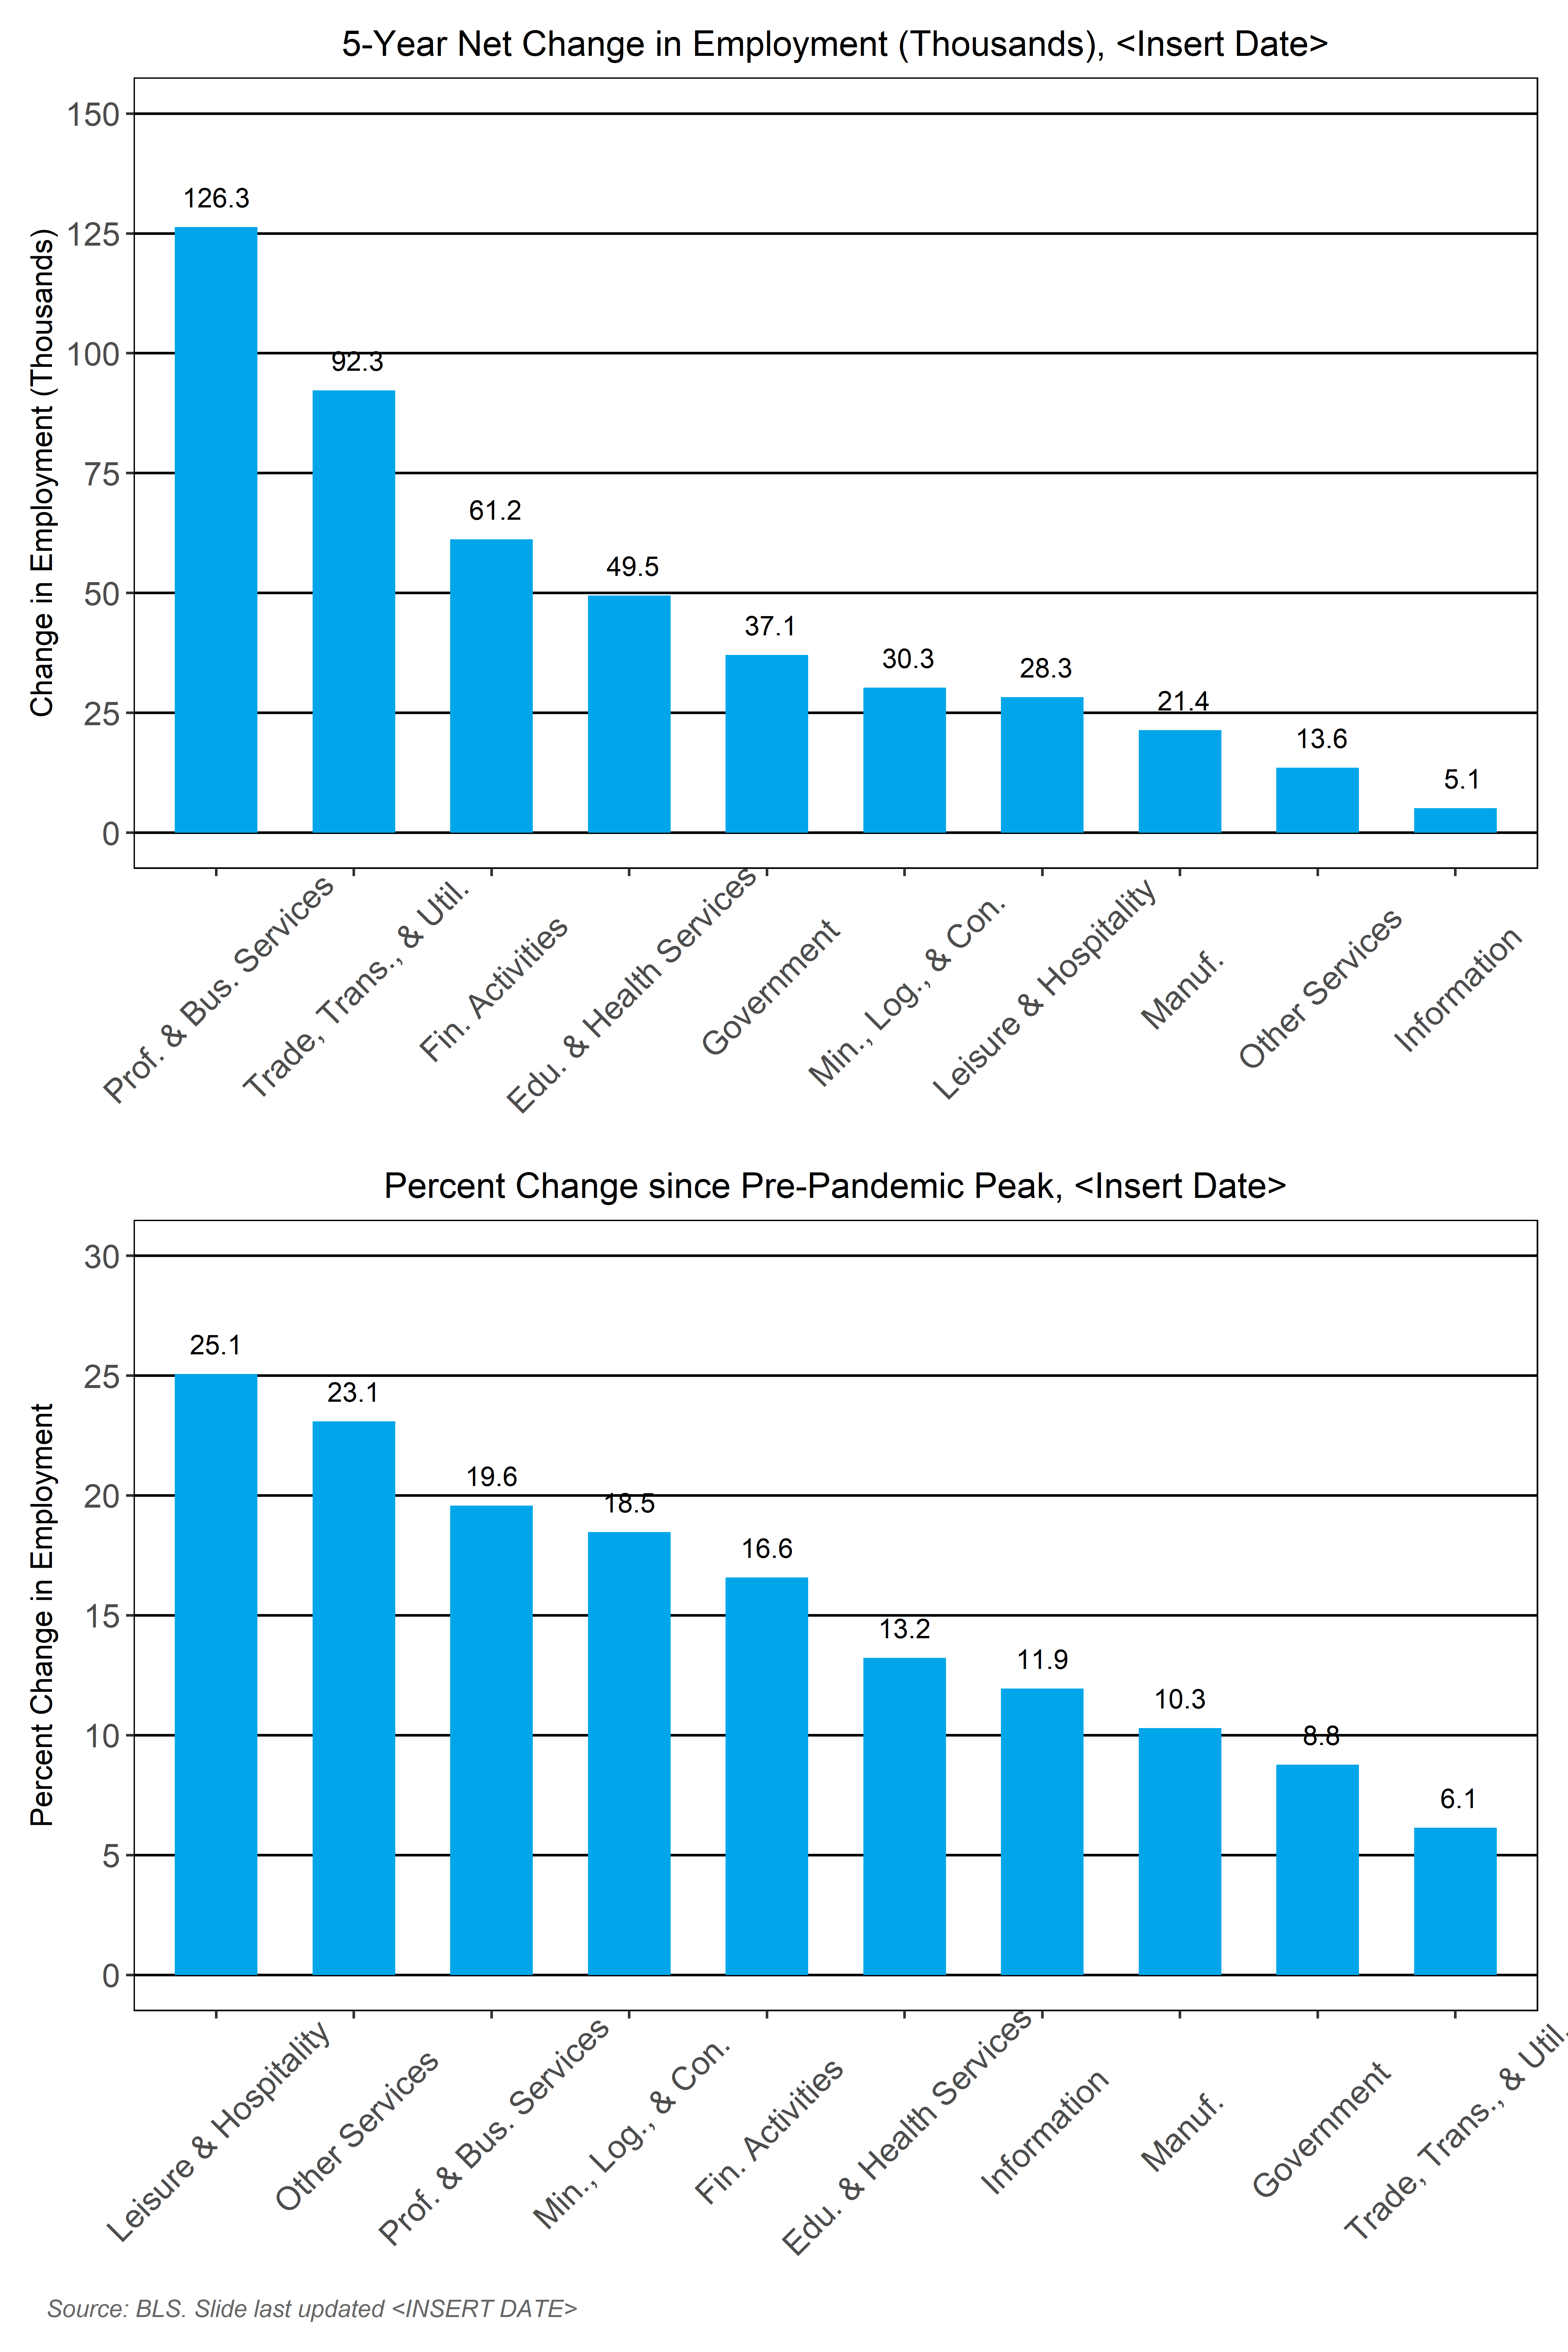 5-Year Net Change in Employment (Thousands), <Insert Date>
Change in Employment (Thousands)
150
125
100
75
50
25
0
126.3
92.3
61.2
49.5
37.1
30.3
28.3
21.4
13.6
5.1
Prof. & Bus. Services
Trade, Trans., & Util.
Fin. Activities
Edu. & Health Services
Government
Min., Log., & Con.
Leisure & Hospitality
Manuf.
Other Services
Information
Percent Change since Pre-Pandemic Peak, <Insert Date>
Percent Change in Employment
30
25
20
15
10
5
0
25.1
23.1
19.6
18.5
16.6
13.2
11.9
10.3
8.8
6.1
Leisure & Hospitality
Other Services
Prof. & Bus. Services
Min., Log., & Con.
Fin. Activities
Edu. & Health Services
Information
Manuf.
Government
Trade, Trans., & Util.
Source: BLS. Slide last updated <INSERT DATE>